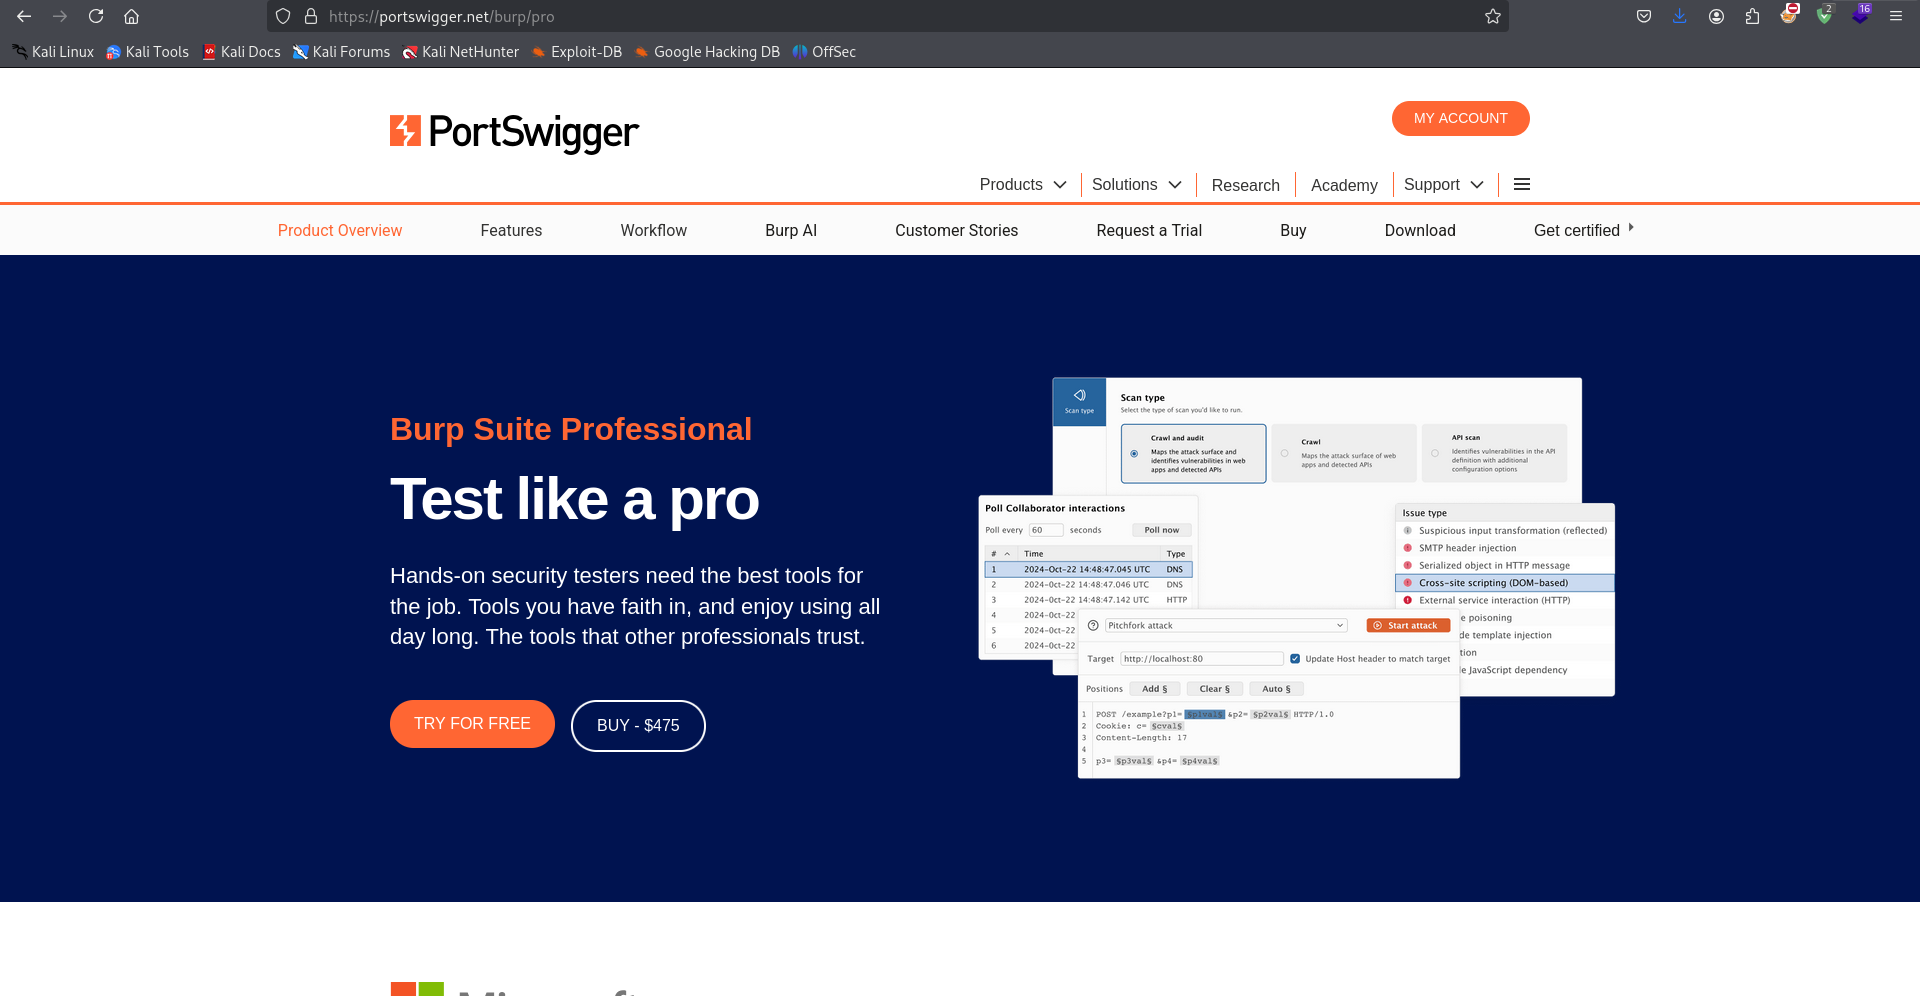 https://portswigger.net/burp/pro
2
16
Kali Linux Kali Tools Kali Docs Kali Forums Kali NetHunter Exploit-DB Google Hacking DB OffSec
PortSwigger
MY ACCOUNT
Products Solutions Research Academy Support
Product Overview Features Workflow Burp AI Customer Stories Request a Trial Buy Download Get certified
Burp Suite Professional
Test like a pro
Hands-on security testers need the best tools for
the job. Tools you have faith in, and enjoy using all
day long. The tools that other professionals trust.
TRY FOR FREE BUY - $475
Scan type
Scan type
Select the type of scan you'd like to run.
Crawl and audit
Maps the attack surface and
identifies vulnerabilities in web
apps and detected APIs
Crawl
Maps the attack surface of web
apps and detected APIs
API scan
Identifies vulnerabilities in the API
definition with additional
configuration options
Poll Collaborator interactions
Poll every 60 seconds Poll now
# Time Type
1 2024-Oct-22 14:48:47.045 UTC DNS
2 2024-Oct-22 14:48:47.046 UTC DNS
3 2024-Oct-22 14:48:47.142 UTC HTTP
4 2024-Oct-22
5 2024-Oct-22
6 2024-Oct-22
Issue type
Suspicious input transformation (reflected)
SMTP header injection
Serialized object in HTTP message
Cross-site scripting (DOM-based)
External service interaction (HTTP)
e poisoning
de template injection
tion
le JavaScript dependency
Pitchfork attack Start attack
Target http://localhost:80 Update Host header to match target
Positions Add § Clear § Auto §
1 POST /example?p1=§p1val§&p2=§p2val§ HTTP/1.0
2 Cookie: c=§cval§
3 Content-Length: 17
4
5 p3=§p3val§&p4=§p4val§